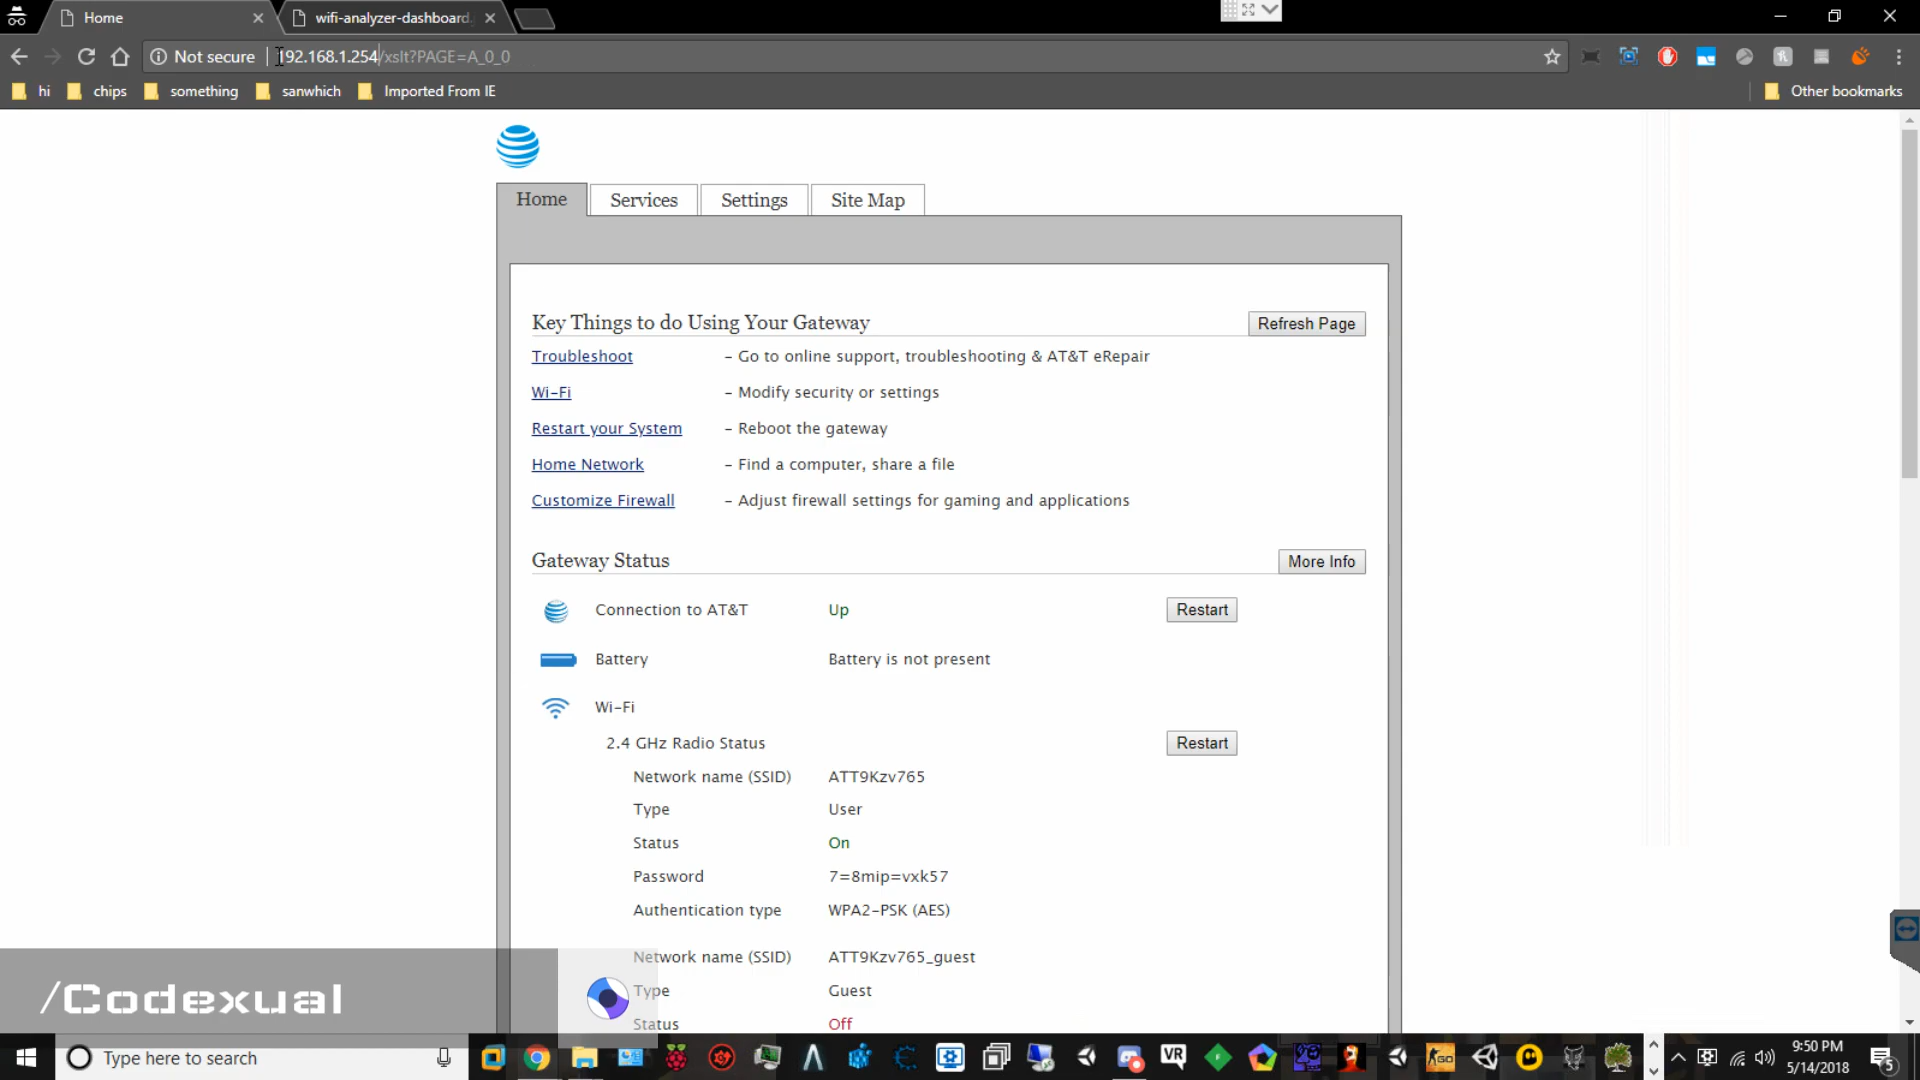 Home
wifi-analyzer-dashboard.
Not secure | 192.168.1.254/xslt?PAGE=A_0_0
hi chips something sanwhich Imported From IE Other bookmarks
Home Services Settings Site Map
Key Things to do Using Your Gateway Refresh Page
Troubleshoot – Go to online support, troubleshooting & AT&T eRepair
Wi-Fi – Modify security or settings
Restart your System – Reboot the gateway
Home Network – Find a computer, share a file
Customize Firewall – Adjust firewall settings for gaming and applications
Gateway Status More Info
Connection to AT&T Up Restart
Battery Battery is not present
Wi-Fi
2.4 GHz Radio Status Restart
Network name (SSID) ATT9Kzv765
Type User
Status On
Password 7=8mip=vxk57
Authentication type WPA2-PSK (AES)
Network name (SSID) ATT9Kzv765_guest
Type Guest
Status Off
/Codexual
Type here to search
VR
GO
9:50 PM
5/14/2018
5